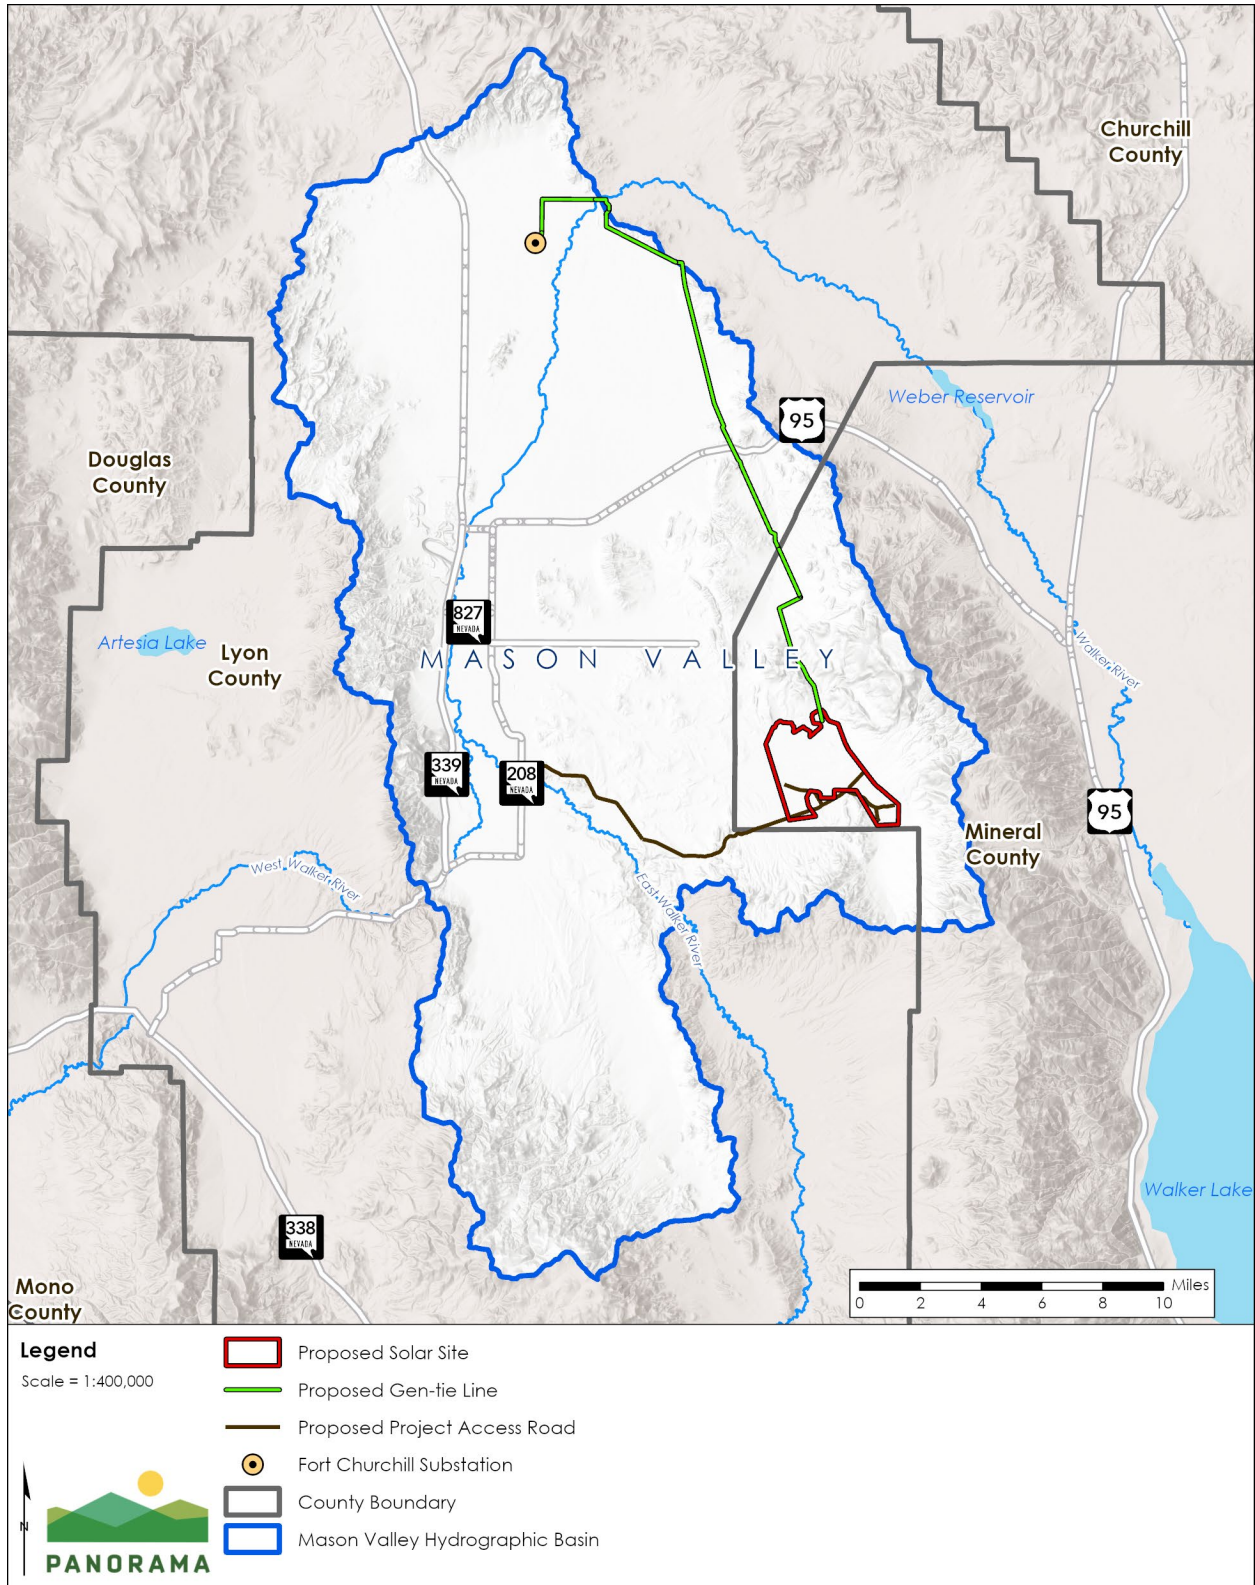 Churchill
County
Weber Reservoir
95
Douglas
County
827
NEVADA
Artesia Lake
Lyon
County
MASON VALLEY
Walker River
339
NEVADA
208
NEVADA
95
Mineral
County
West Walker River
East Walker River
Walker Lake
338
NEVADA
Mono
County
Miles
0 2 4 6 8 10
Legend
Scale = 1:400,000
Proposed Solar Site
Proposed Gen-tie Line
Proposed Project Access Road
Fort Churchill Substation
County Boundary
Mason Valley Hydrographic Basin
N
PANORAMA